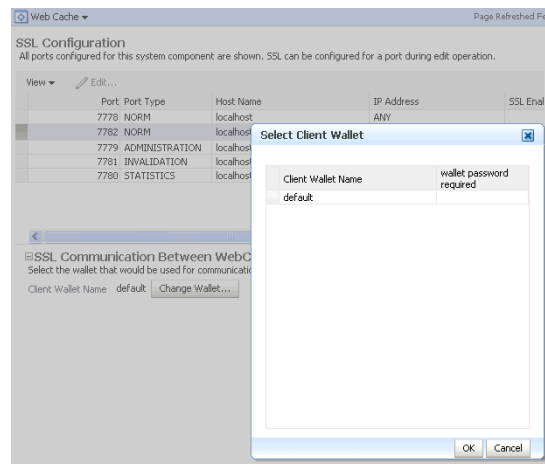 Web Cache
Page Refreshed Fe
SSL Configuration
All ports configured for this system component are shown. SSL can be configured for a port during edit operation.
View Edit...
Port Port Type Host Name IP Address SSL Enal
7778 NORM localhost ANY
7782 NORM localhost
7779 ADMINISTRATION localhost
7781 INVALIDATION localhost
7780 STATISTICS localhost
Select Client Wallet
Client Wallet Name wallet password required
default
SSL Communication Between WebC
Select the wallet that would be used for communicatio
Client Wallet Name default Change Wallet...
OK Cancel